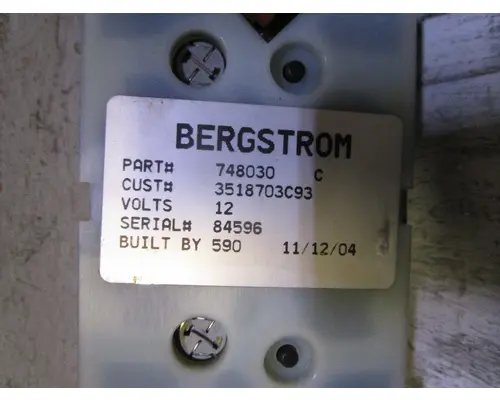 BERGSTROM
PART# 748030 C
CUST# 3518703C93
VOLTS 12
SERIAL# 84596
BUILT BY 590 11/12/04